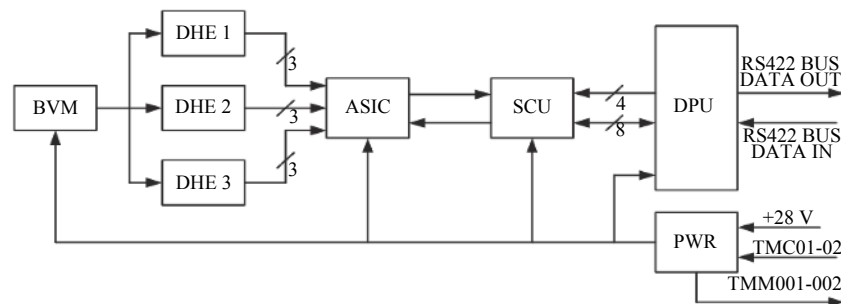 DHE 1
3
RS422 BUS
DATA OUT
BVM
DHE 2
3
ASIC
SCU
4
DPU
8
RS422 BUS
DATA IN
DHE 3
3
+28 V
PWR
TMC01-02
TMM001-002